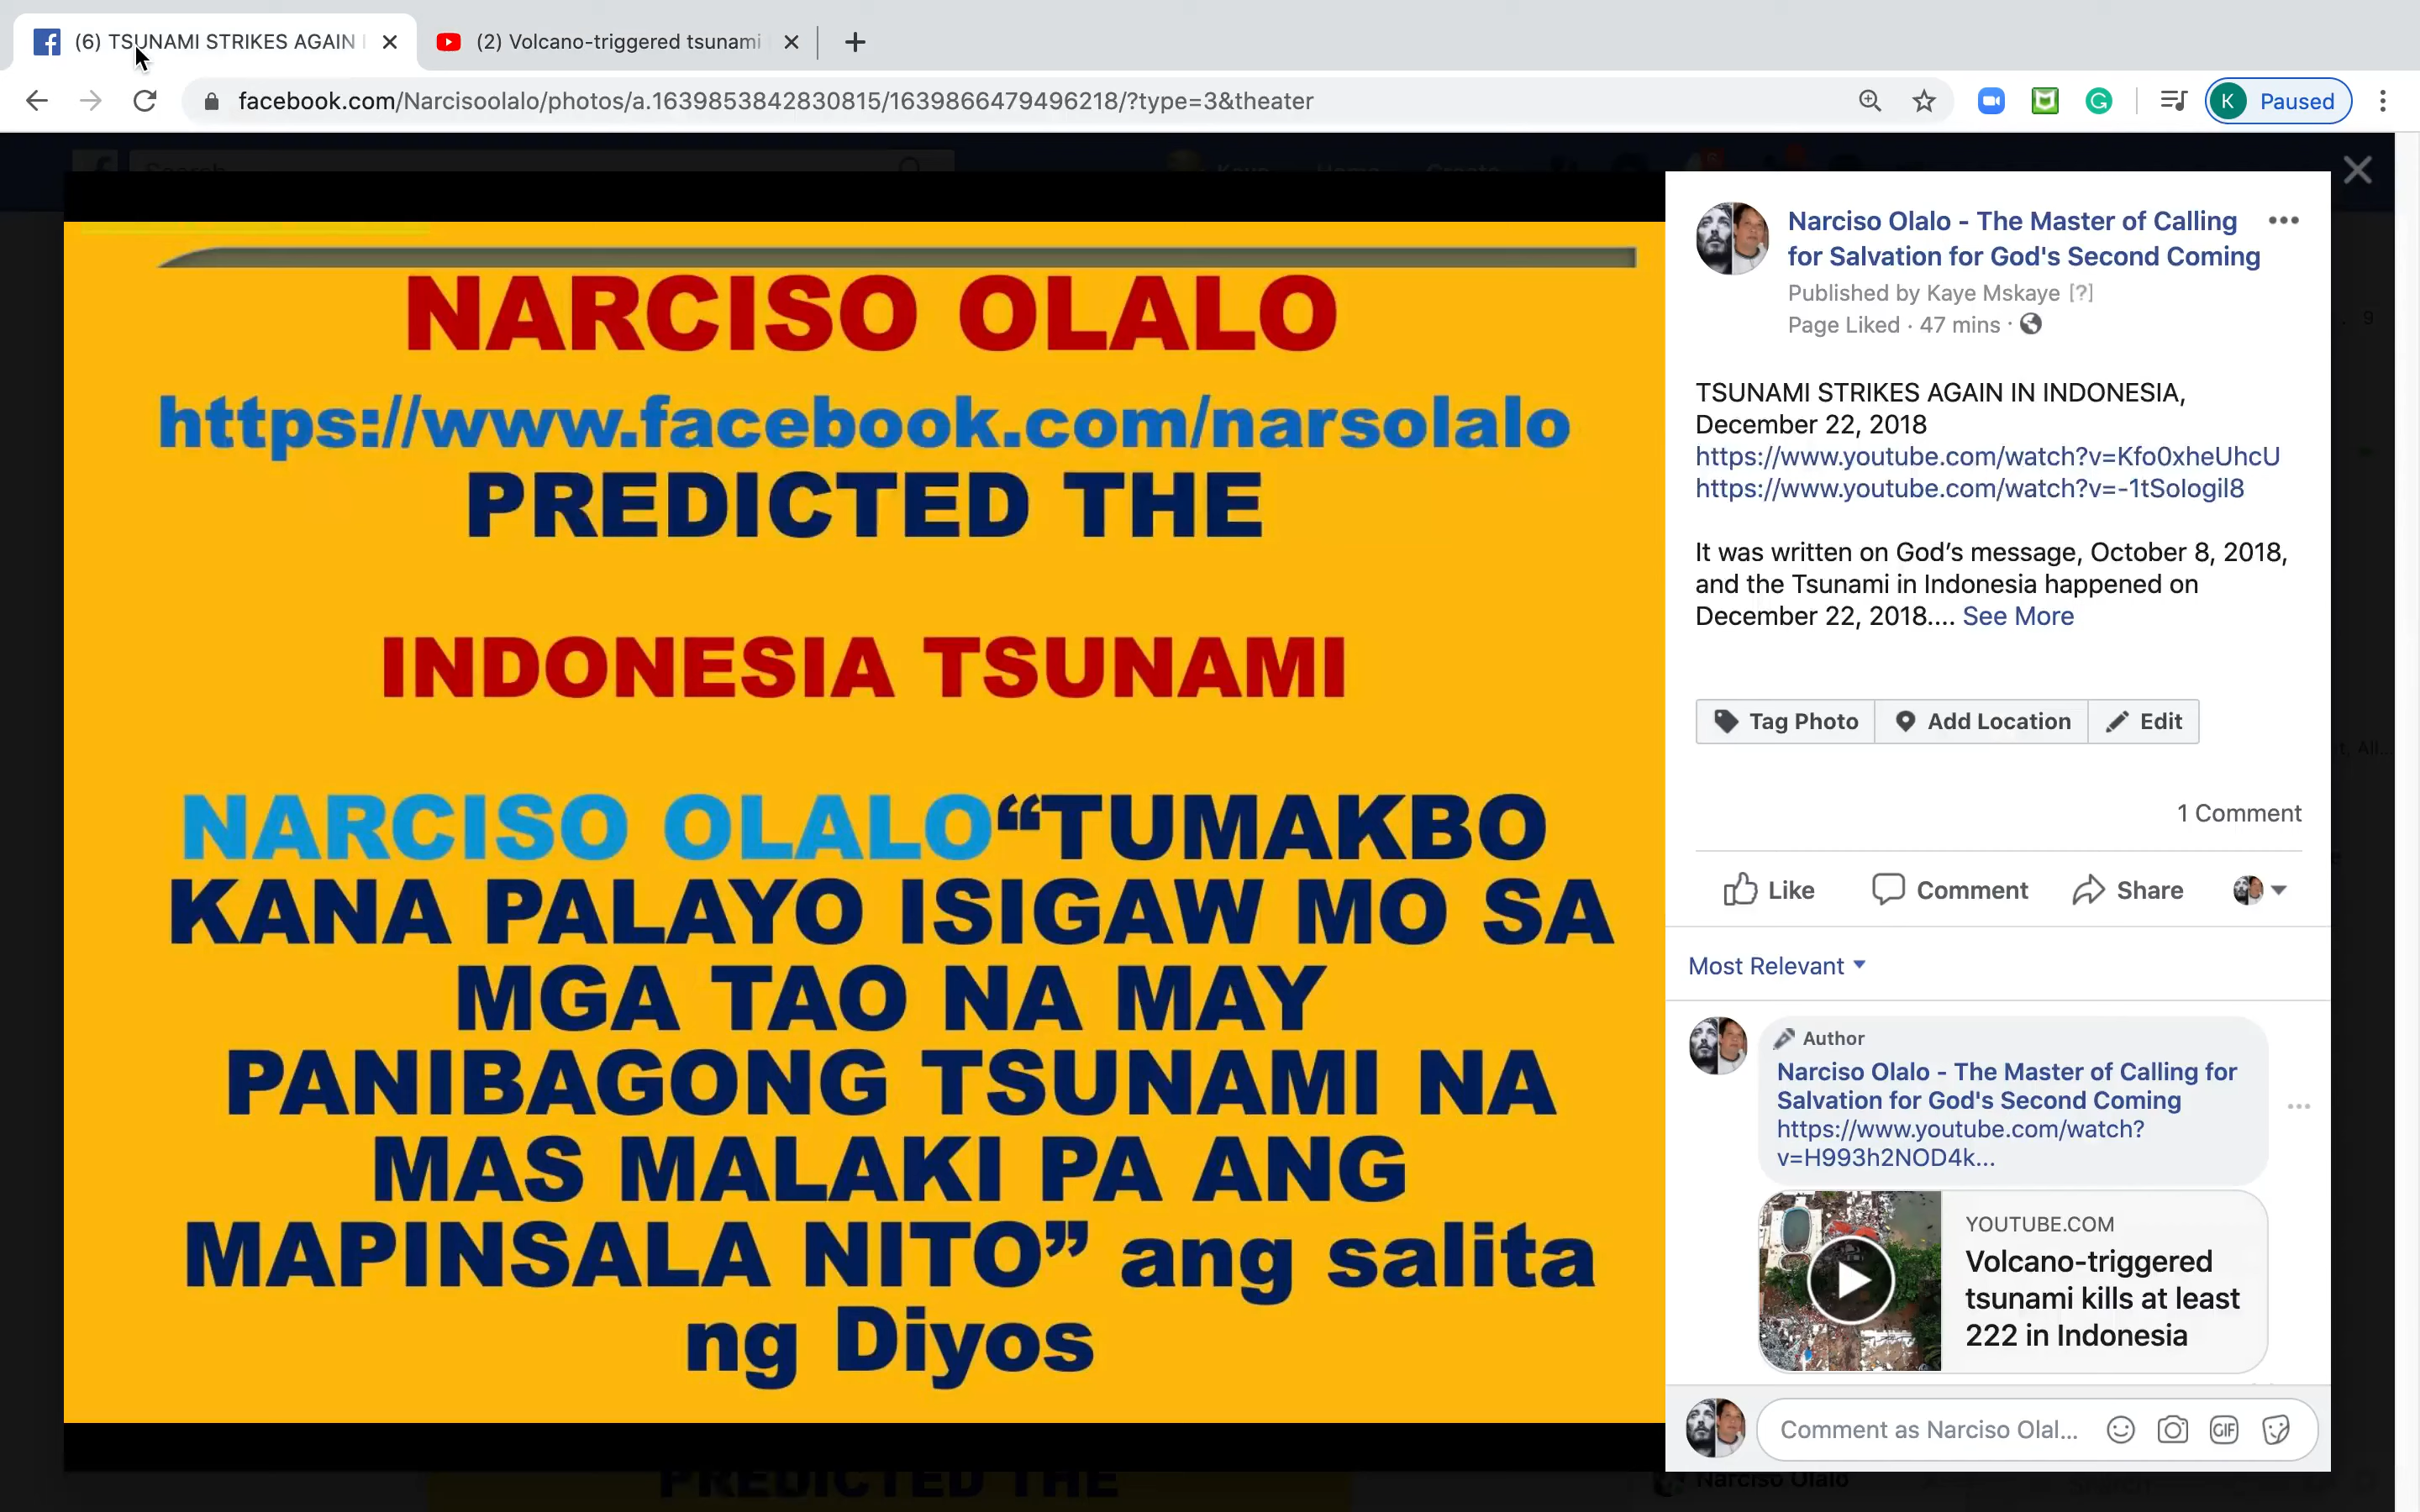 (6) TSUNAMI STRIKES AGAIN
(2) Volcano-triggered tsunami
facebook.com/Narcisoolalo/photos/a.1639853842830815/1639866479496218/?type=3&theater
K Paused
NARCISO OLALO
https://www.facebook.com/narsolalo
PREDICTED THE
INDONESIA TSUNAMI
NARCISO OLALO“TUMAKBO
KANA PALAYO ISIGAW MO SA
MGA TAO NA MAY
PANIBAGONG TSUNAMI NA
MAS MALAKI PA ANG
MAPINSALA NITO” ang salita
ng Diyos
PREDICTED THE
Narciso Olalo - The Master of Calling
for Salvation for God's Second Coming
Published by Kaye Mskaye [?]
Page Liked · 47 mins ·
TSUNAMI STRIKES AGAIN IN INDONESIA,
December 22, 2018
https://www.youtube.com/watch?v=Kfo0xheUhcU
https://www.youtube.com/watch?v=-1tSoIogiI8
It was written on God’s message, October 8, 2018,
and the Tsunami in Indonesia happened on
December 22, 2018.... See More
Tag Photo
Add Location
Edit
1 Comment
Like
Comment
Share
Most Relevant
Author
Narciso Olalo - The Master of Calling for
Salvation for God's Second Coming
https://www.youtube.com/watch?
v=H993h2NOD4k...
YOUTUBE.COM
Volcano-triggered
tsunami kills at least
222 in Indonesia
Comment as Narciso Olal...
GIF
Narciso Olalo